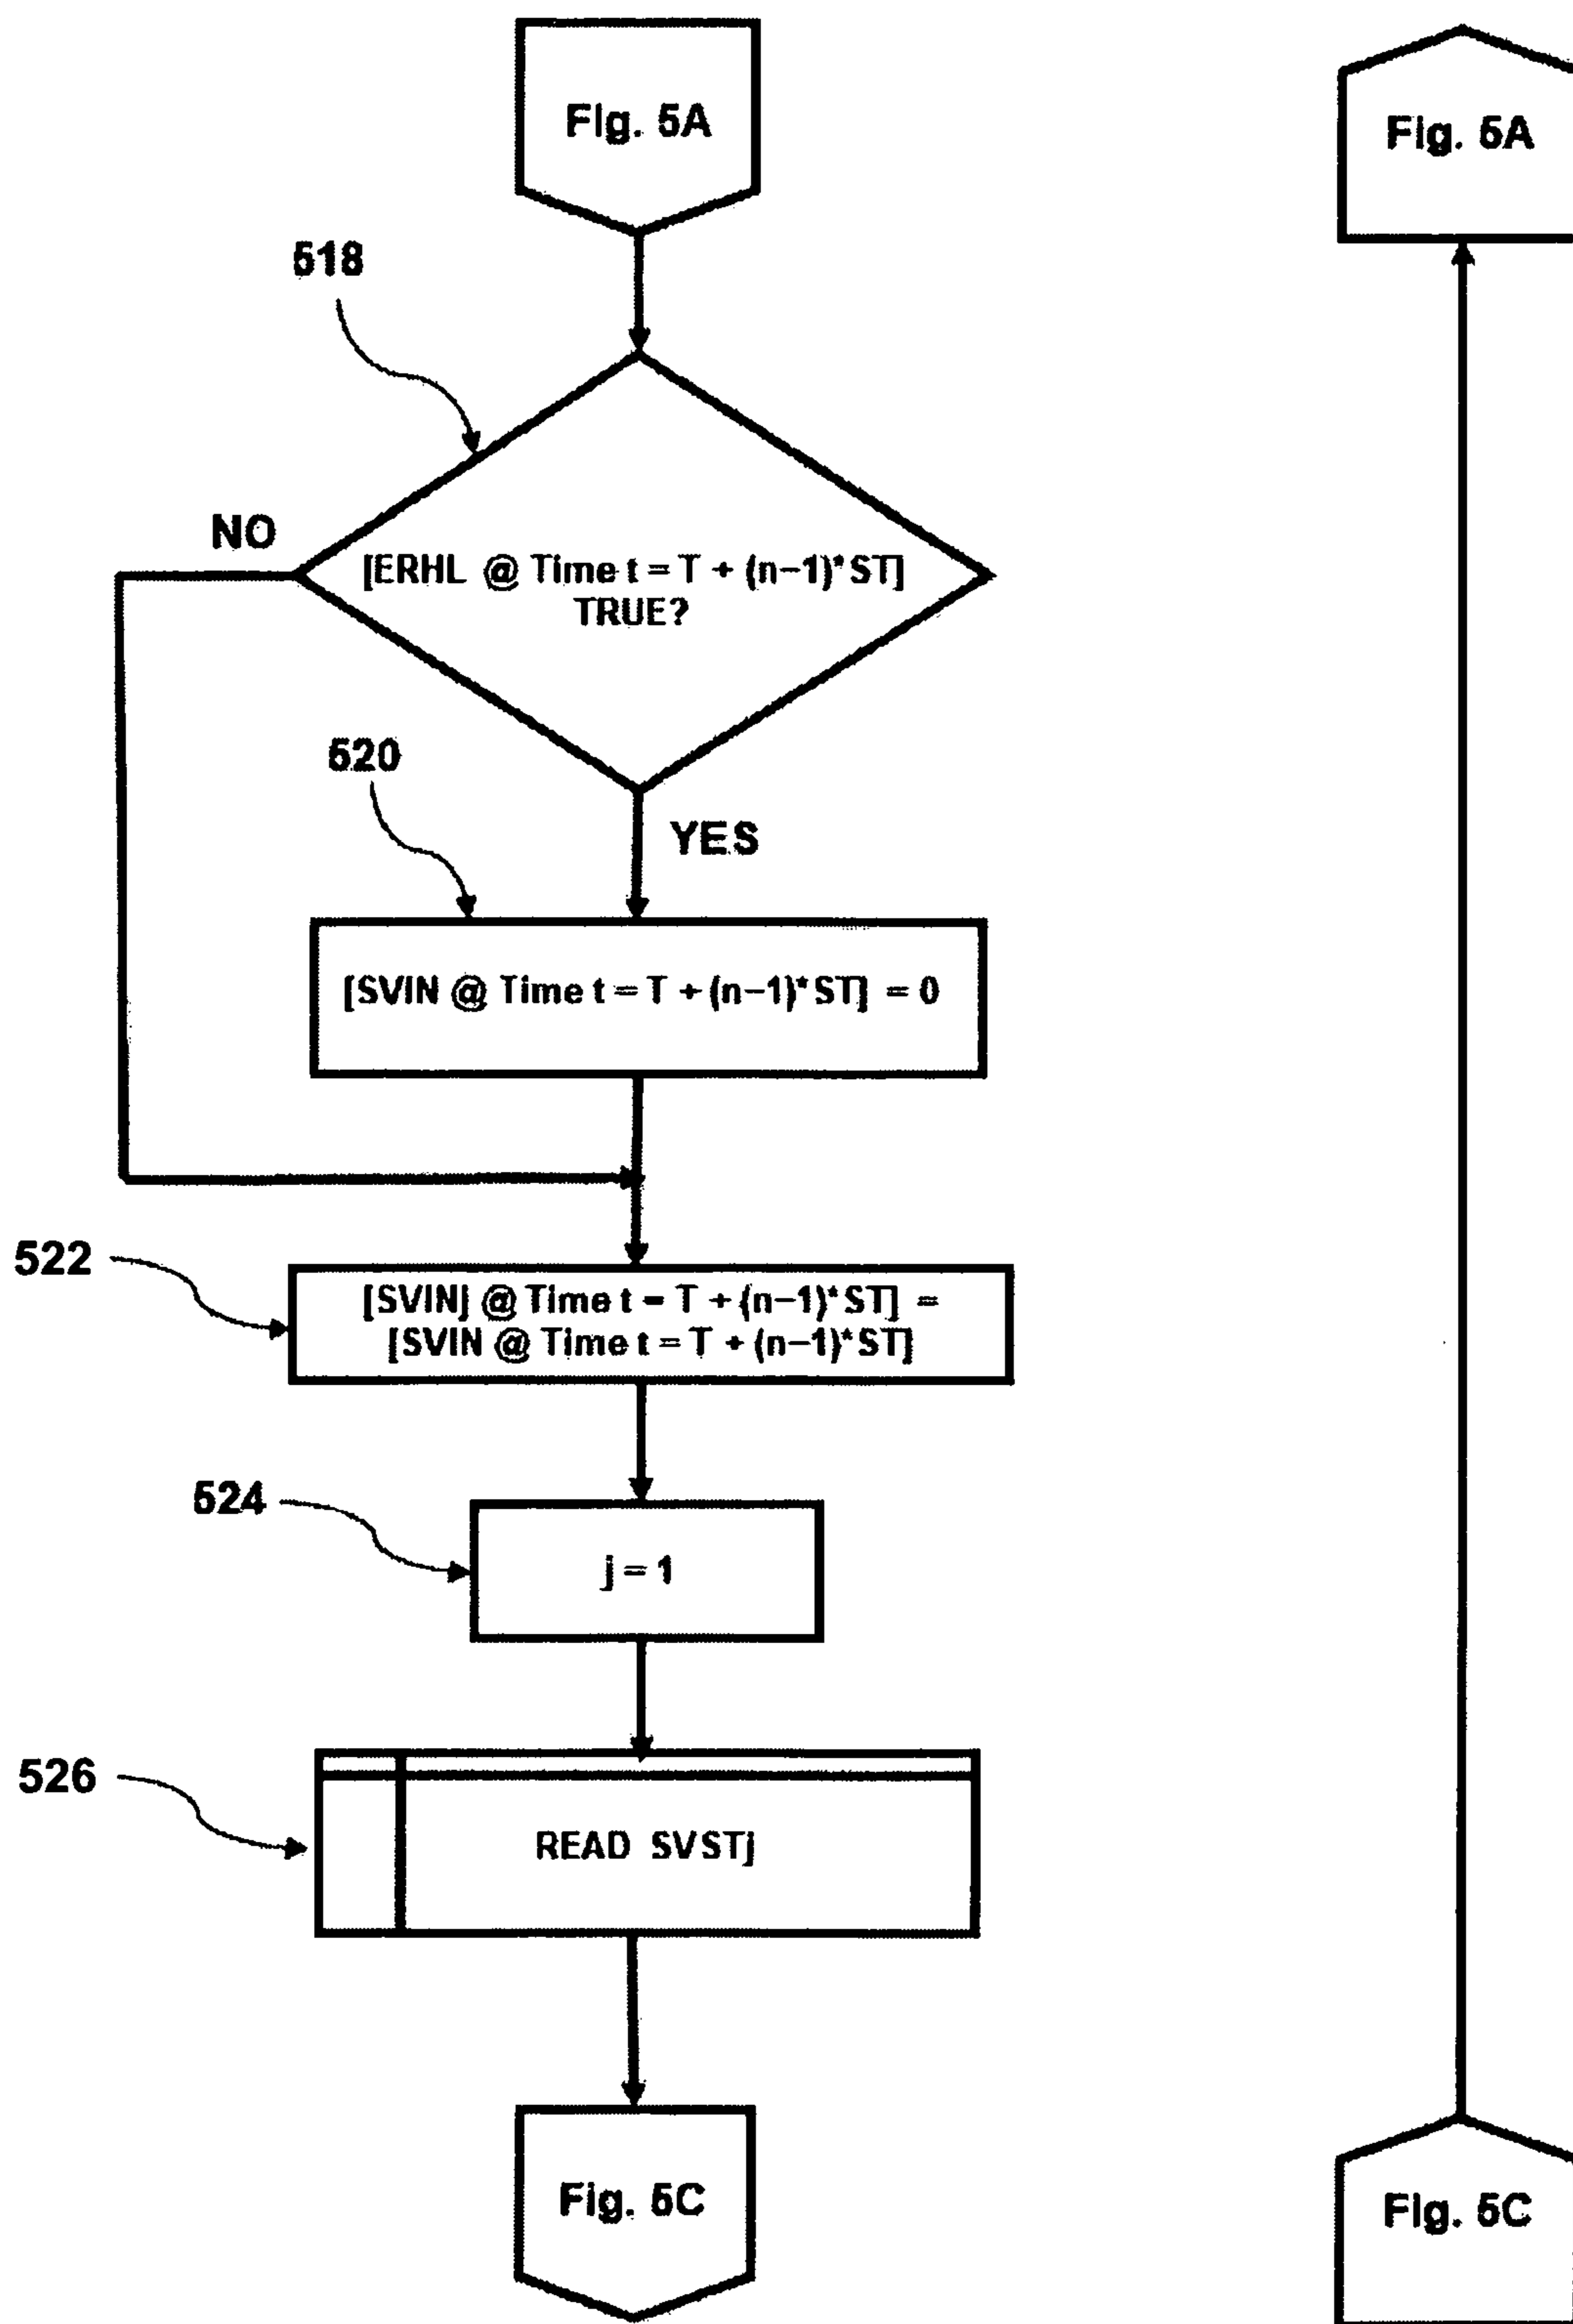 Fig. 5A
Fig. 5A
518
NO
[ERHL @ Time t = T + (n−1)*ST]
TRUE?
520
YES
[SVIN @ Time t = T + (n−1)*ST] = 0
522
[SVINj @ Time t = T + (n−1)*ST] =
[SVIN @ Time t = T + (n−1)*ST]
524
j = 1
526
READ SVSTj
Fig. 5C
Fig. 5C